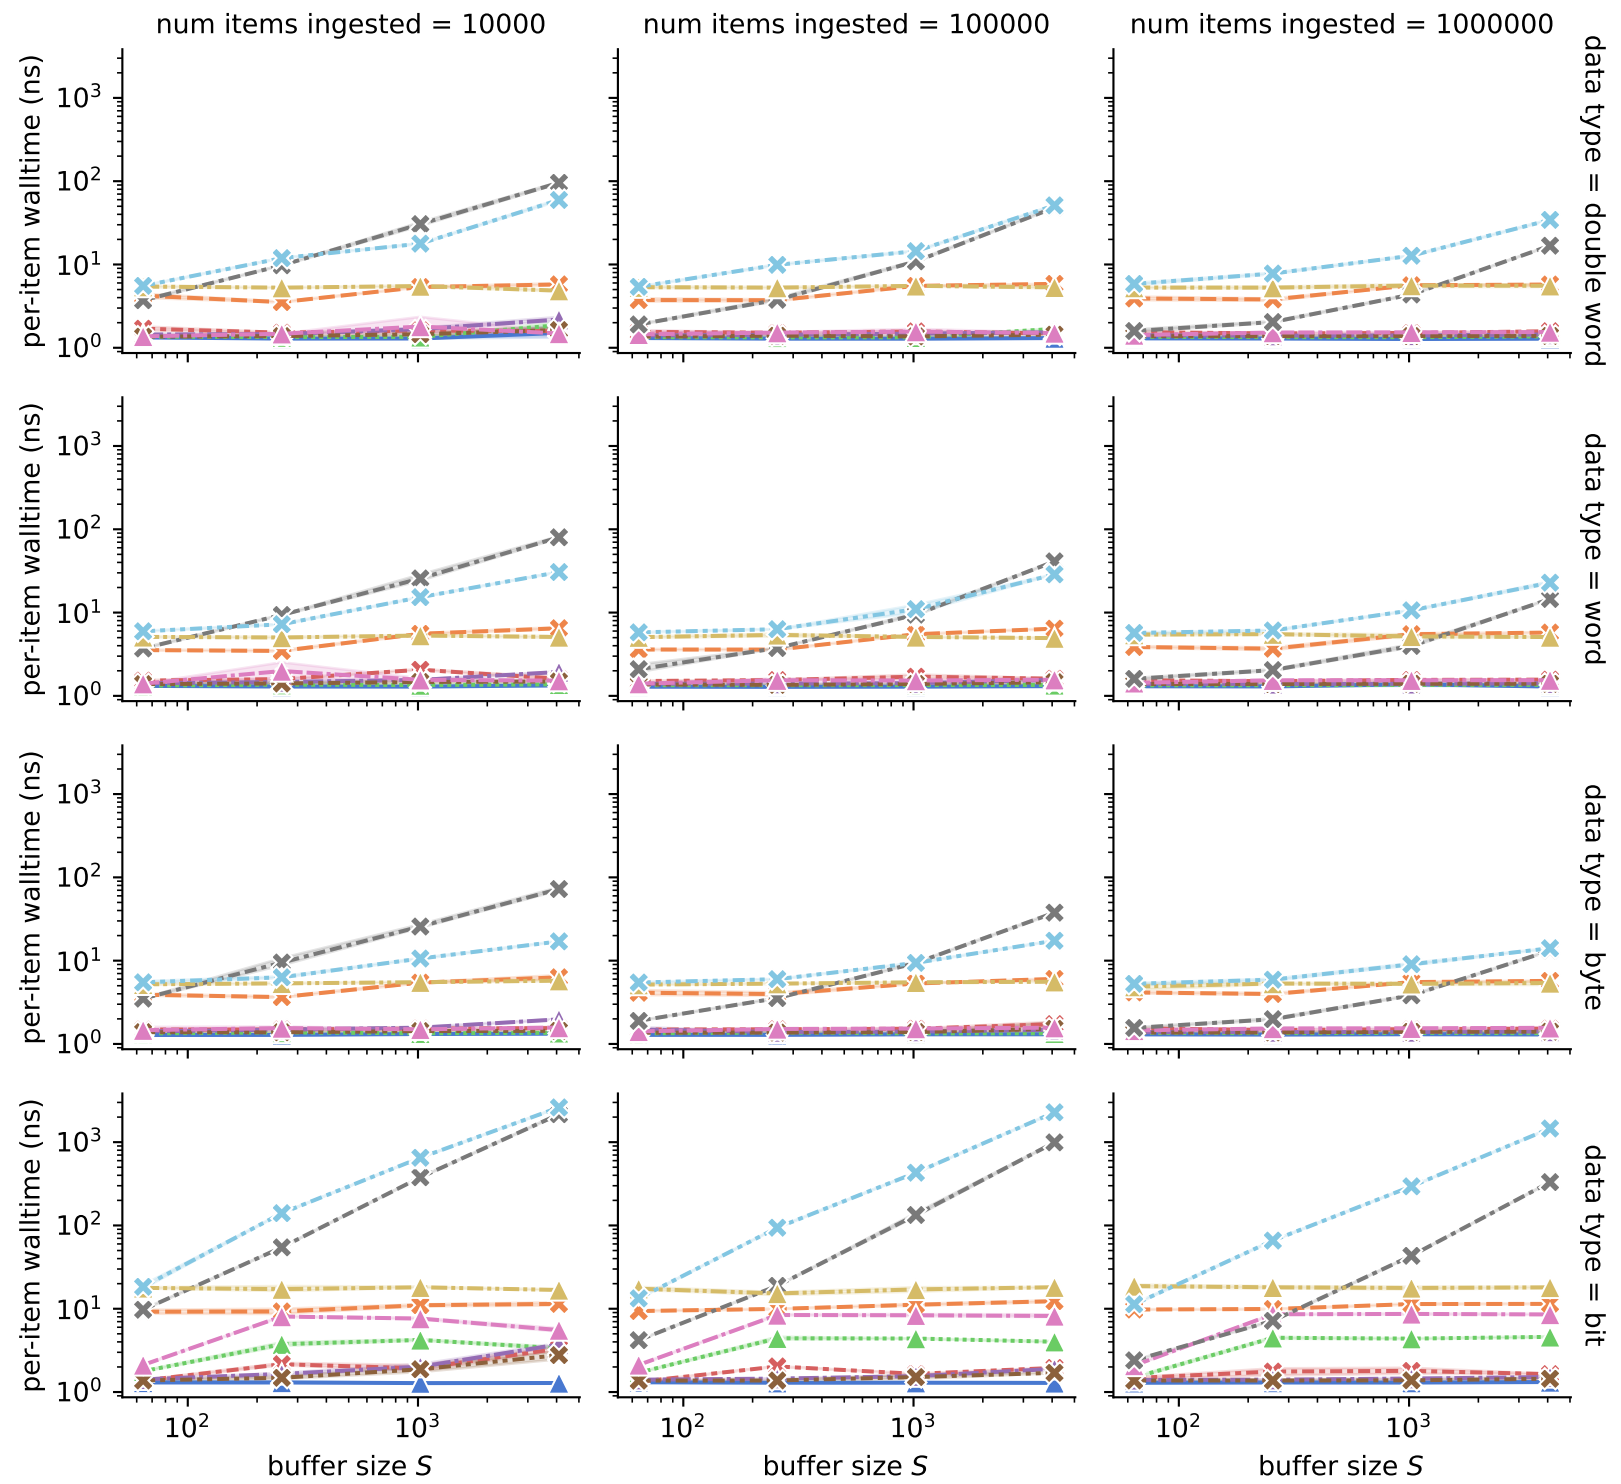 num items ingested = 10000
num items ingested = 100000
num items ingested = 1000000
per-item walltime (ns)
10³
10²
10¹
10⁰
data type = double word
per-item walltime (ns)
10³
10²
10¹
10⁰
data type = word
per-item walltime (ns)
10³
10²
10¹
10⁰
data type = byte
per-item walltime (ns)
10³
10²
10¹
10⁰
data type = bit
10² 10³
10² 10³
10² 10³
buffer size S
buffer size S
buffer size S